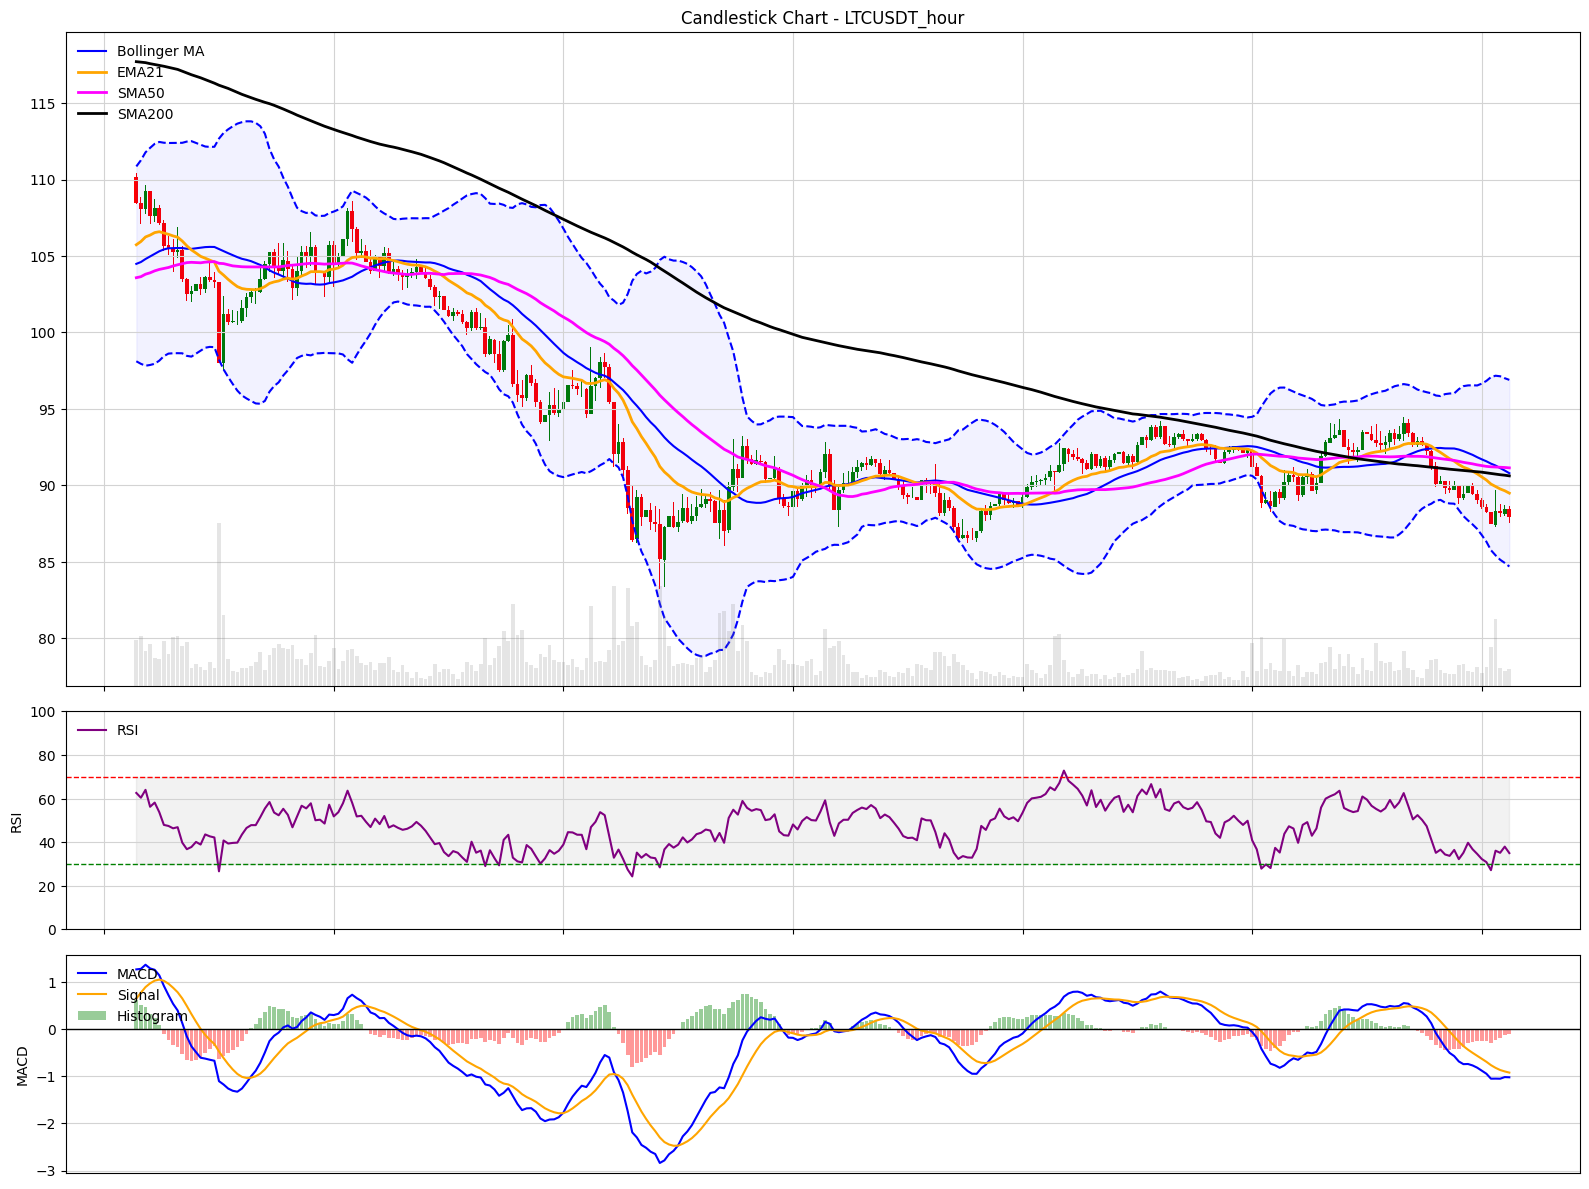 Candlestick Chart - LTCUSDT_hour
Bollinger MA
EMA21
SMA50
SMA200
115
110
105
100
95
90
85
80
RSI
100
80
60
40
20
0
RSI
MACD
Signal
Histogram
1
0
−1
−2
−3
MACD